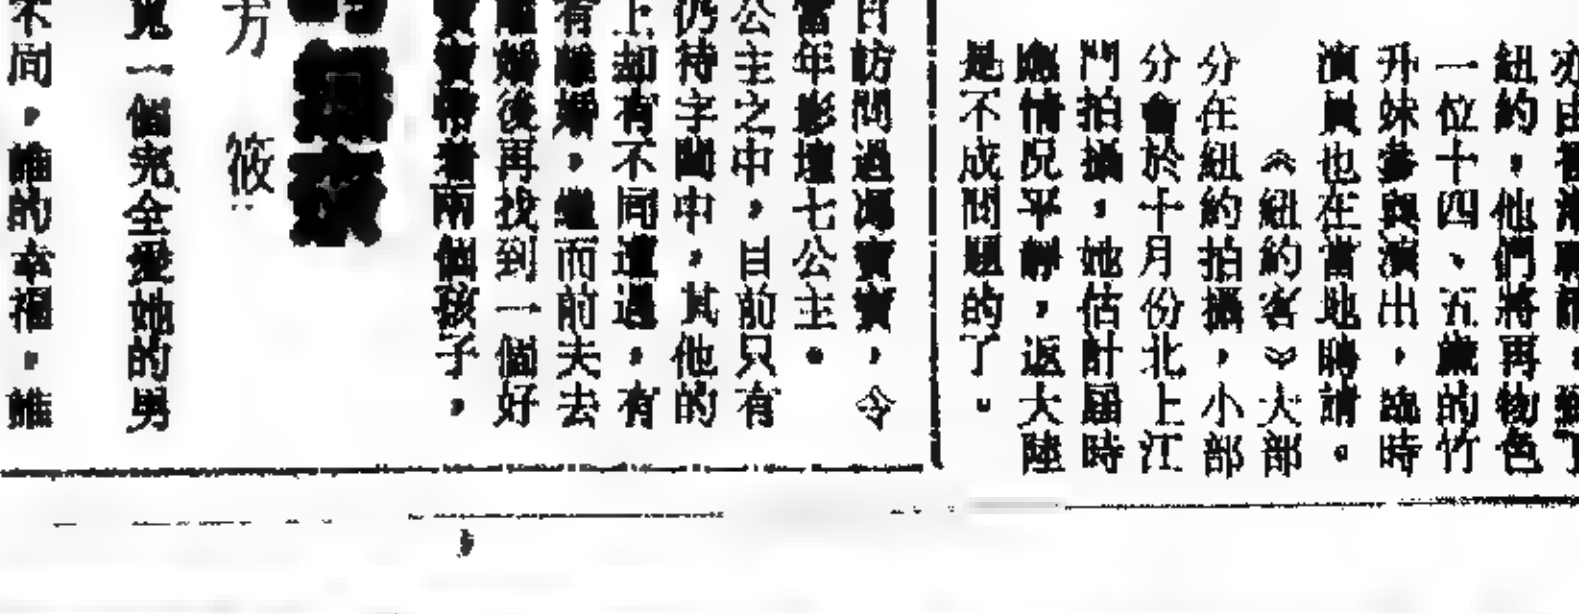 紐約，他們將再物色
一位十四、五歲的竹
升妹參與演出，此時
演員也在當地聘請。
《紐約客》大部
分在紐約拍攝，小部
分會於十月份北上江
門拍攝，她估計屆時
應情況平靜，返大陸
是不成問題的了。
日訪問過馮寶寶，令
當年影壇七公主。
公主之中，目前只有
仍待字閨中，其他的
上却有不同遭遇，有
有離婚，繼而前夫去
離婚後再找到一個好
寶寶帶着兩個孩子，
方 筱
見一個完全愛她的男
不同，誰的幸福，誰